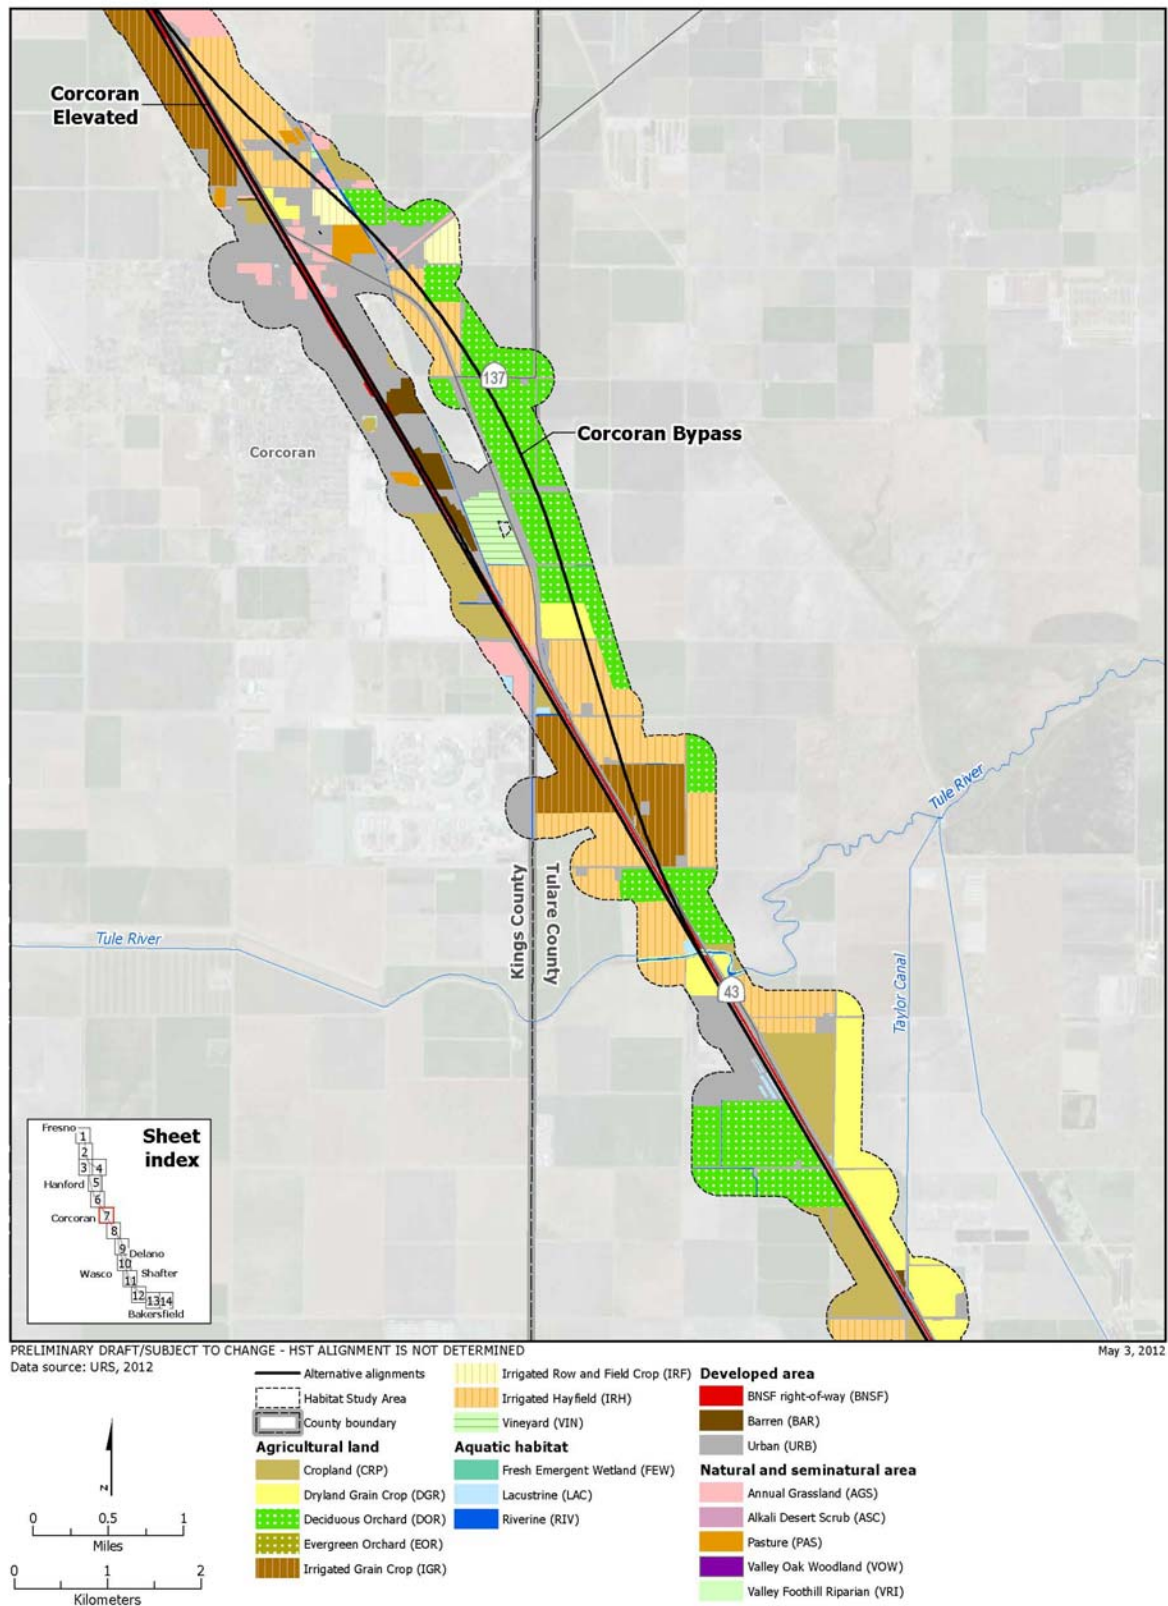 Corcoran
Elevated
137
Corcoran Bypass
Corcoran
Tule River
Kings County
Tulare County
Tule River
43
Taylor Canal
Sheet
index
Fresno
1
2
3
4
Hanford
5
6
Corcoran
7
8
9
Delano
10
Wasco
11
Shafter
12
13
14
Bakersfield
PRELIMINARY DRAFT/SUBJECT TO CHANGE - HST ALIGNMENT IS NOT DETERMINED
May 3, 2012
Data source: URS, 2012
N
0 0.5 1
Miles
0 1 2
Kilometers
Alternative alignments
Habitat Study Area
County boundary
Agricultural land
Cropland (CRP)
Dryland Grain Crop (DGR)
Deciduous Orchard (DOR)
Evergreen Orchard (EOR)
Irrigated Grain Crop (IGR)
Irrigated Row and Field Crop (IRF)
Irrigated Hayfield (IRH)
Vineyard (VIN)
Aquatic habitat
Fresh Emergent Wetland (FEW)
Lacustrine (LAC)
Riverine (RIV)
Developed area
BNSF right-of-way (BNSF)
Barren (BAR)
Urban (URB)
Natural and seminatural area
Annual Grassland (AGS)
Alkali Desert Scrub (ASC)
Pasture (PAS)
Valley Oak Woodland (VOW)
Valley Foothill Riparian (VRI)